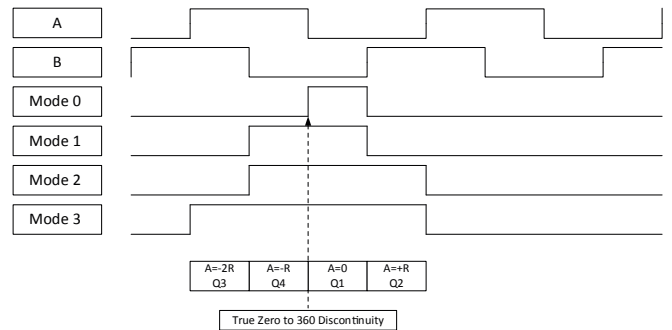 A
B
Mode 0
Mode 1
Mode 2
Mode 3
A=-2R A=-R A=0 A=+R
Q3 Q4 Q1 Q2
True Zero to 360 Discontinuity